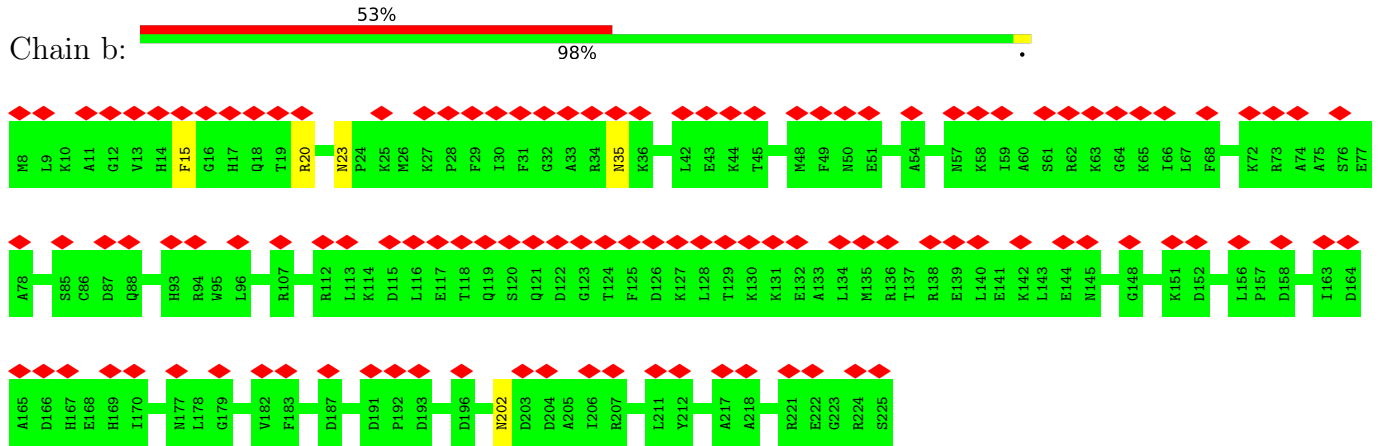 53%
Chain b:
98%
.
M8 L9 K10 A11 G12 V13 H14 F15 G16 H17 Q18 T19 R20 N23 P24 K25 M26 K27 P28 F29 I30 F31 G32 A33 R34 N35 K36 L42 E43 K44 T45 M48 F49 N50 E51 A54 N57 K58 I59 A60 S61 R62 K63 G64 K65 I66 L67 F68 K72 R73 A74 A75 S76 E77
A78 S85 C86 D87 Q88 H93 R94 W95 L96 R107 R112 L113 K114 D115 L116 E117 T118 Q119 S120 Q121 D122 G123 T124 F125 D126 K127 L128 T129 K130 K131 E132 A133 L134 M135 R136 T137 R138 E139 L140 E141 K142 L143 E144 N145 G148 K151 D152 L156 P157 D158 I163 D164
A165 D166 H167 E168 H169 I170 N177 L178 G179 V182 F183 D187 D191 P192 D193 D196 N202 D203 D204 A205 I206 R207 L211 Y212 A217 A218 R221 E222 G223 R224 S225